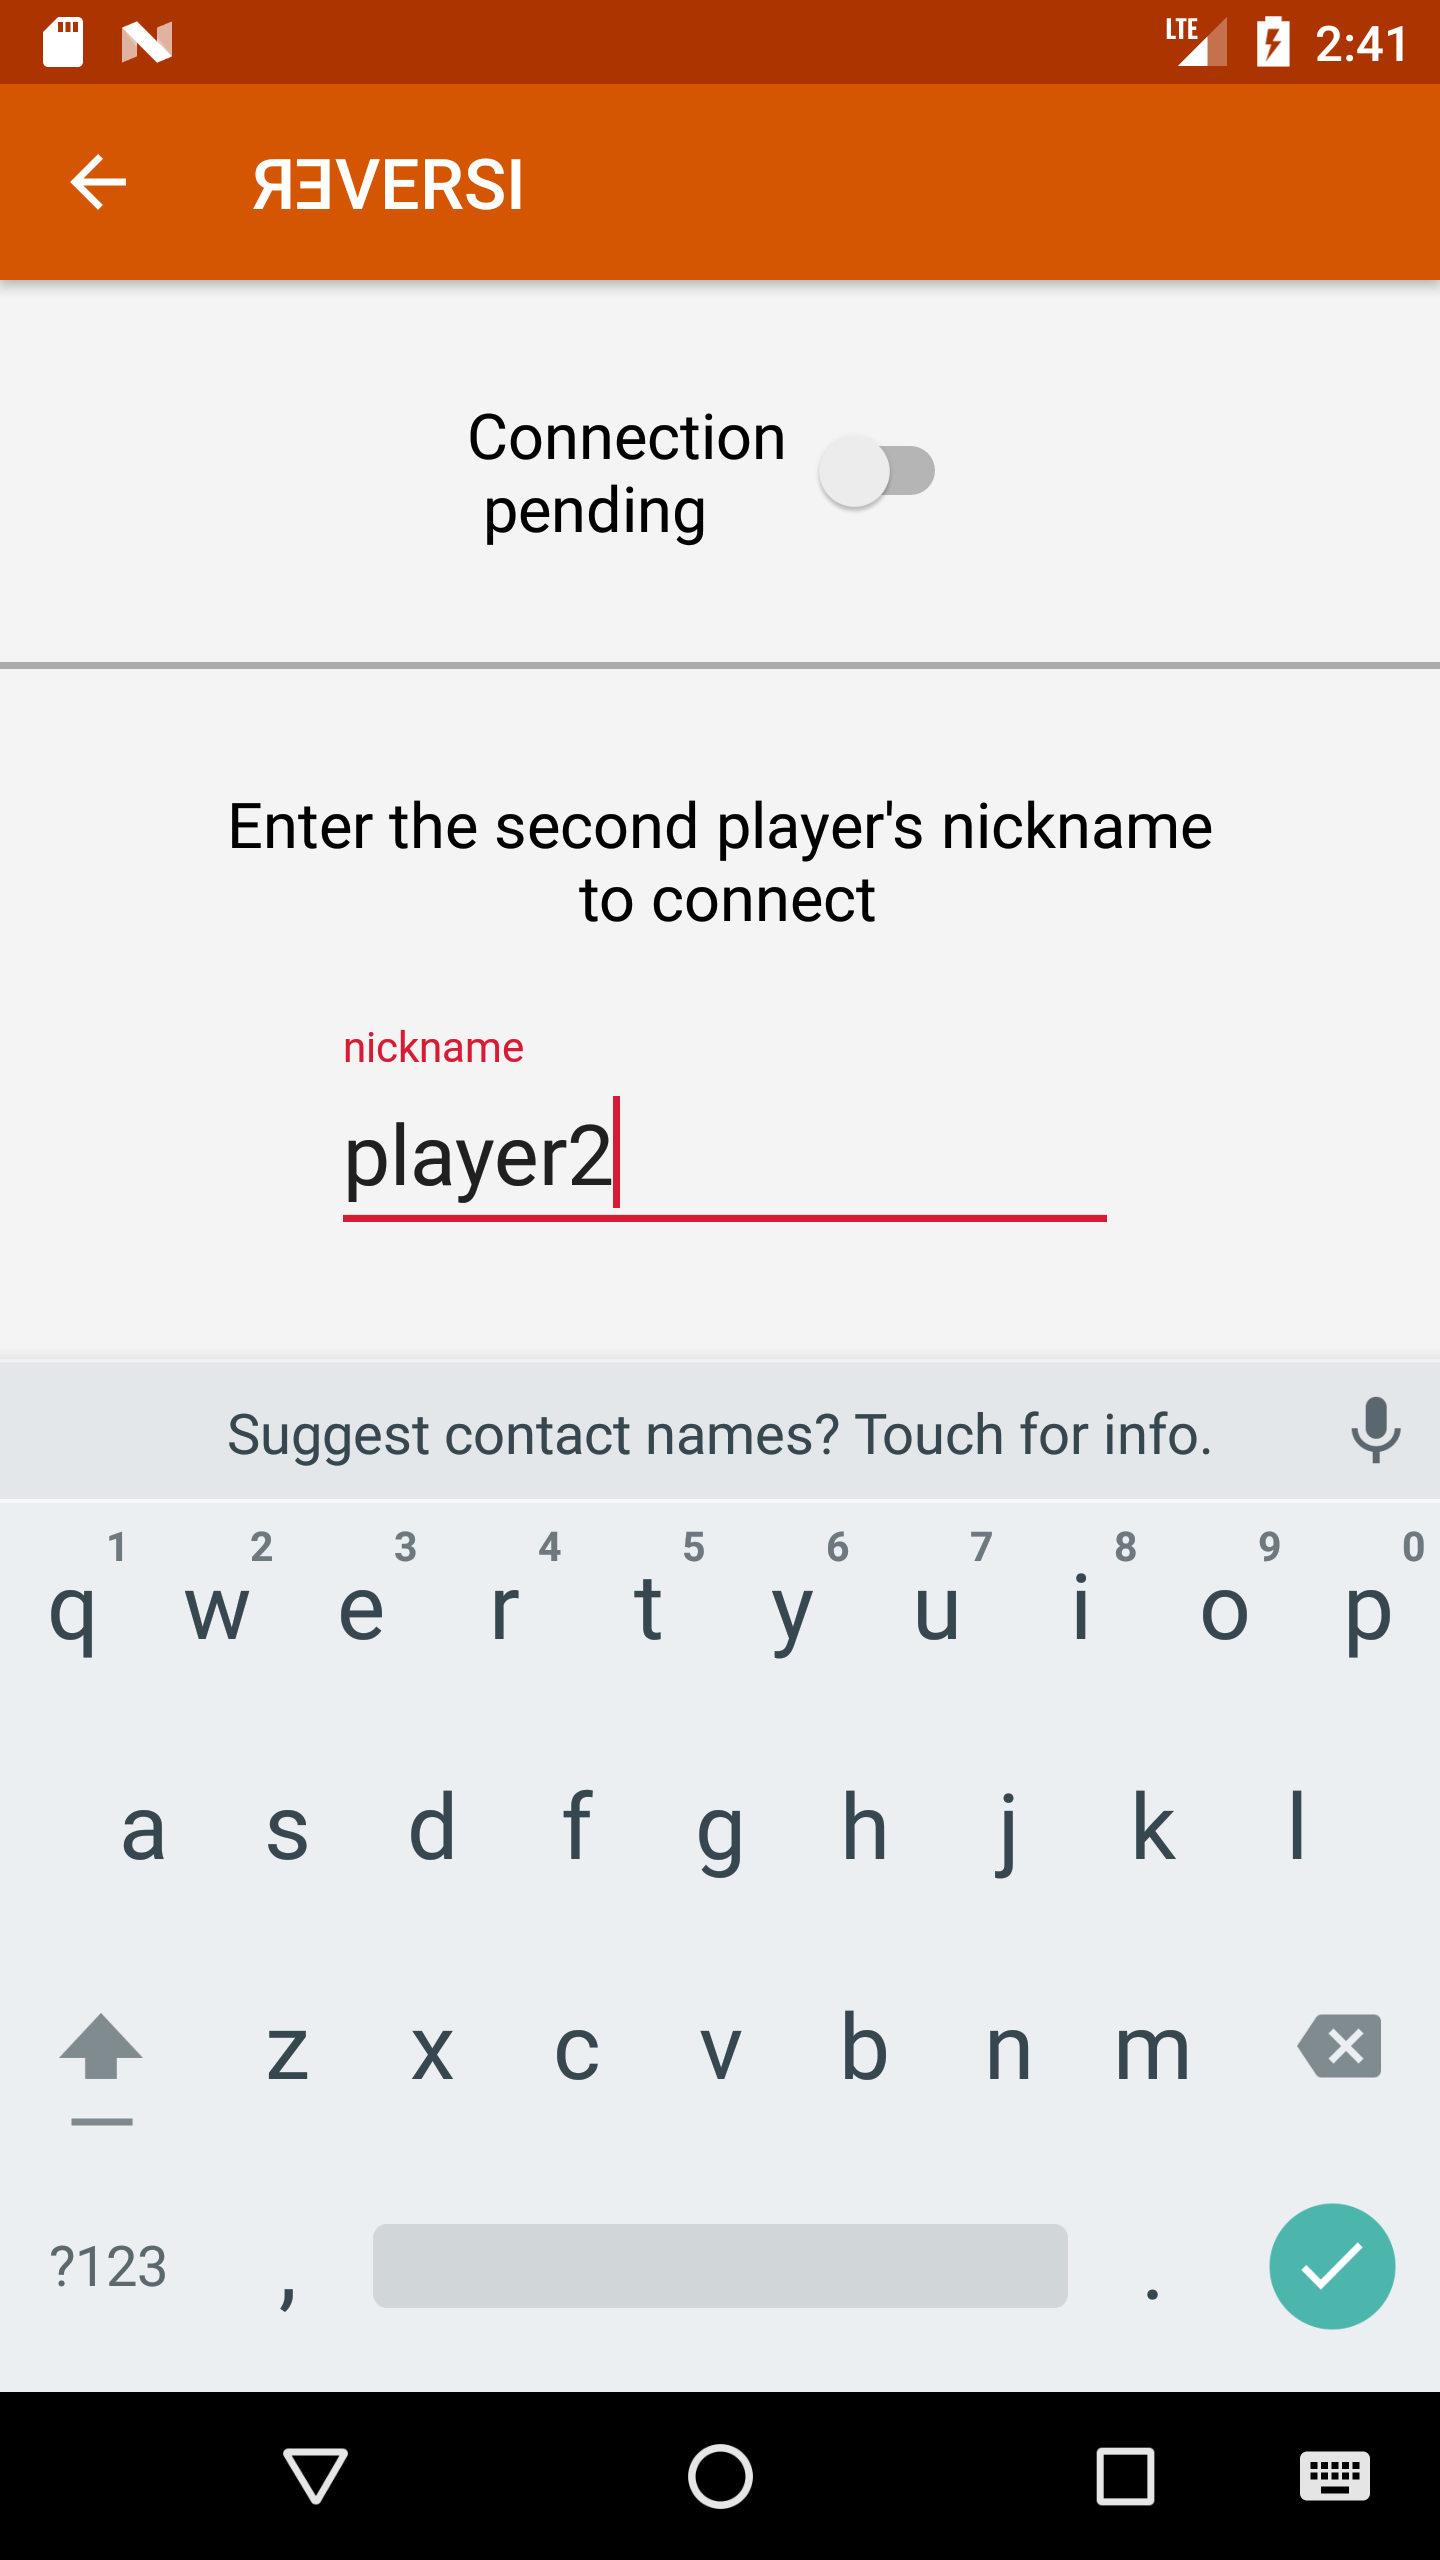 LTE 2:41
ЯƎVERSI
Connection
pending
Enter the second player's nickname
to connect
nickname
player2
Suggest contact names? Touch for info.
1 2 3 4 5 6 7 8 9 0
q w e r t y u i o p
a s d f g h j k l
z x c v b n m
?123 , .